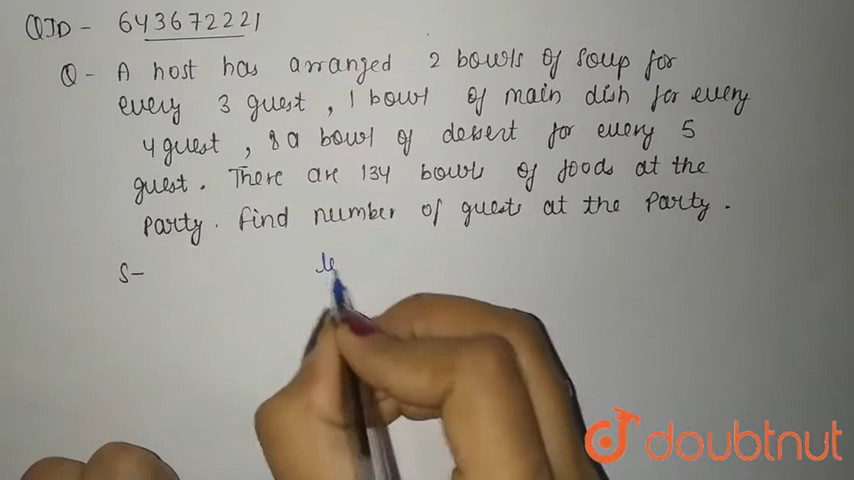 QID - 643672221
Q - A host has arranged 2 bowls of soup for
every 3 guest, 1 bowl of main dish for every
4 guest, & a bowl of dessert for every 5
guest. There are 134 bowls of foods at the
party. Find number of guests at the party.
S- le
doubtnut